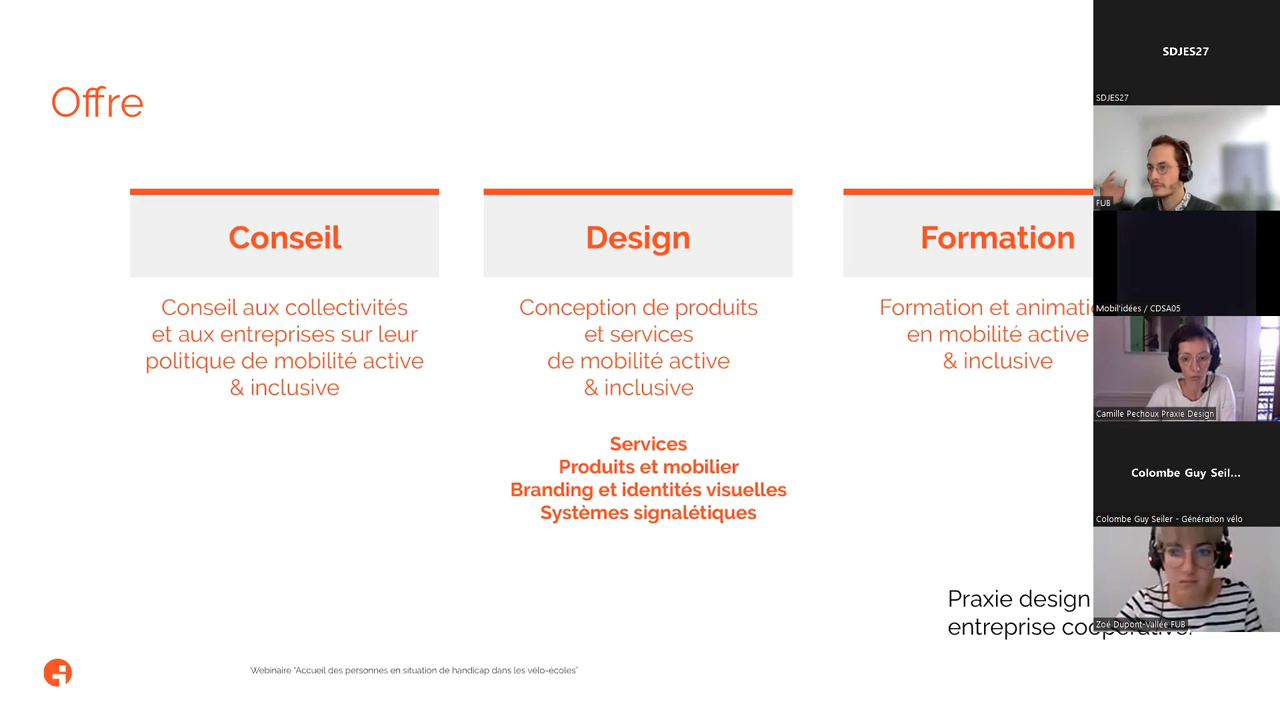 Offre
Conseil
Conseil aux collectivités
et aux entreprises sur leur
politique de mobilité active
& inclusive
Design
Conception de produits
et services
de mobilité active
& inclusive
Services
Produits et mobilier
Branding et identités visuelles
Systèmes signalétiques
Formation
Formation et
en mobilité active
& inclusive
Praxie design
entreprise coopérative.
Webinaire "Accueil des personnes en situation de handicap dans les vélo-écoles"
SDJES27
SDJES27
FUB
Mobil'idées / CDSA05
Camille Pechoux Praxie Design
Colombe Guy Seil...
Colombe Guy Seiler - Génération vélo
Zoé Dupont-Vallée FUB